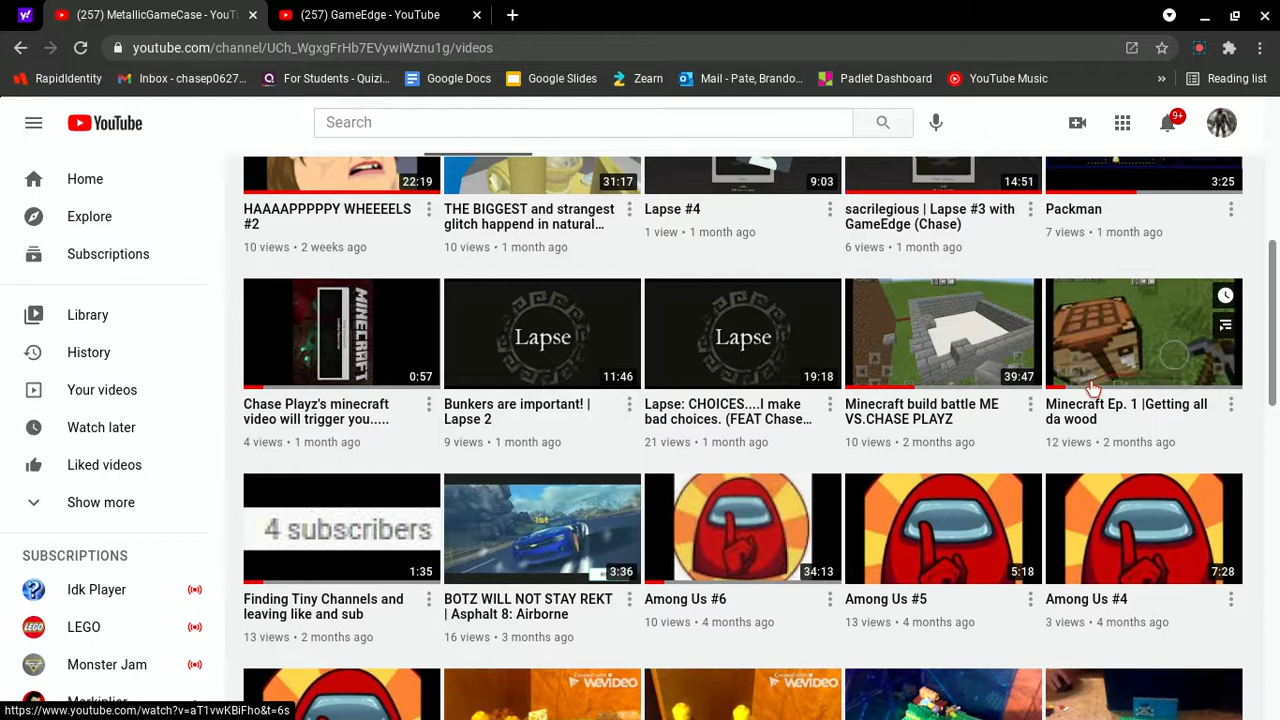 (257) MetallicGameCase - YouT
(257) GameEdge - YouTube
youtube.com/channel/UCh_WgxgFrHb7EVywiWznu1g/videos
RapidIdentity
Inbox - chasep0627...
For Students - Quizi...
Google Docs
Google Slides
Zearn
Mail - Pate, Brando...
Padlet Dashboard
YouTube Music
»
Reading list
YouTube
Search
9+
Home
Explore
Subscriptions
Library
History
Your videos
Watch later
Liked videos
Show more
SUBSCRIPTIONS
Idk Player
LEGO
Monster Jam
22:19
31:17
9:03
14:51
3:25
HAAAAPPPPPY WHEEEELS
#2
10 views • 2 weeks ago
THE BIGGEST and strangest
glitch happend in natural...
10 views • 1 month ago
Lapse #4
1 view • 1 month ago
sacrilegious | Lapse #3 with
GameEdge (Chase)
6 views • 1 month ago
Packman
7 views • 1 month ago
MINECRAFT
0:57
Lapse
11:46
Lapse
19:18
39:47
Chase Playz's minecraft
video will trigger you.....
4 views • 1 month ago
Bunkers are important! |
Lapse 2
9 views • 1 month ago
Lapse: CHOICES....I make
bad choices. (FEAT Chase...
21 views • 1 month ago
Minecraft build battle ME
VS.CHASE PLAYZ
10 views • 2 months ago
Minecraft Ep. 1 |Getting all
da wood
12 views • 2 months ago
4 subscribers
1:35
1st
3:36
34:13
5:18
7:28
Finding Tiny Channels and
leaving like and sub
13 views • 2 months ago
BOTZ WILL NOT STAY REKT
| Asphalt 8: Airborne
16 views • 3 months ago
Among Us #6
10 views • 4 months ago
Among Us #5
13 views • 4 months ago
Among Us #4
3 views • 4 months ago
WEVIDEO
WEVIDEO
https://www.youtube.com/watch?v=aT1vwKBiFho&t=6s